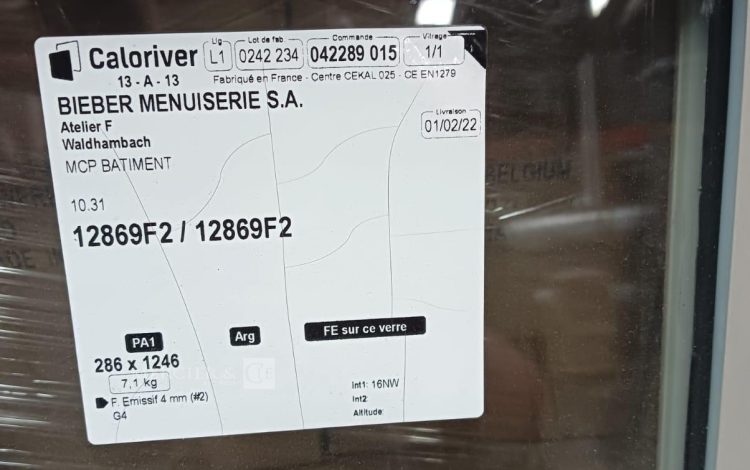 Caloriver
Lig
L1
Lot de fab.
0242 234
Commande
042289 015
Vitrage
1/1
13 - A - 13
Fabriqué en France - Centre CEKAL 025 - CE EN1279
BIEBER MENUISERIE S.A.
Atelier F
Waldhambach
MCP BATIMENT
Livraison
01/02/22
10.31
12869F2 / 12869F2
PA1
Arg
FE sur ce verre
286 x 1246
7,1 kg
F. Emissif 4 mm (#2)
G4
Int1: 16NW
Int2
Altitude:
BELGIUM